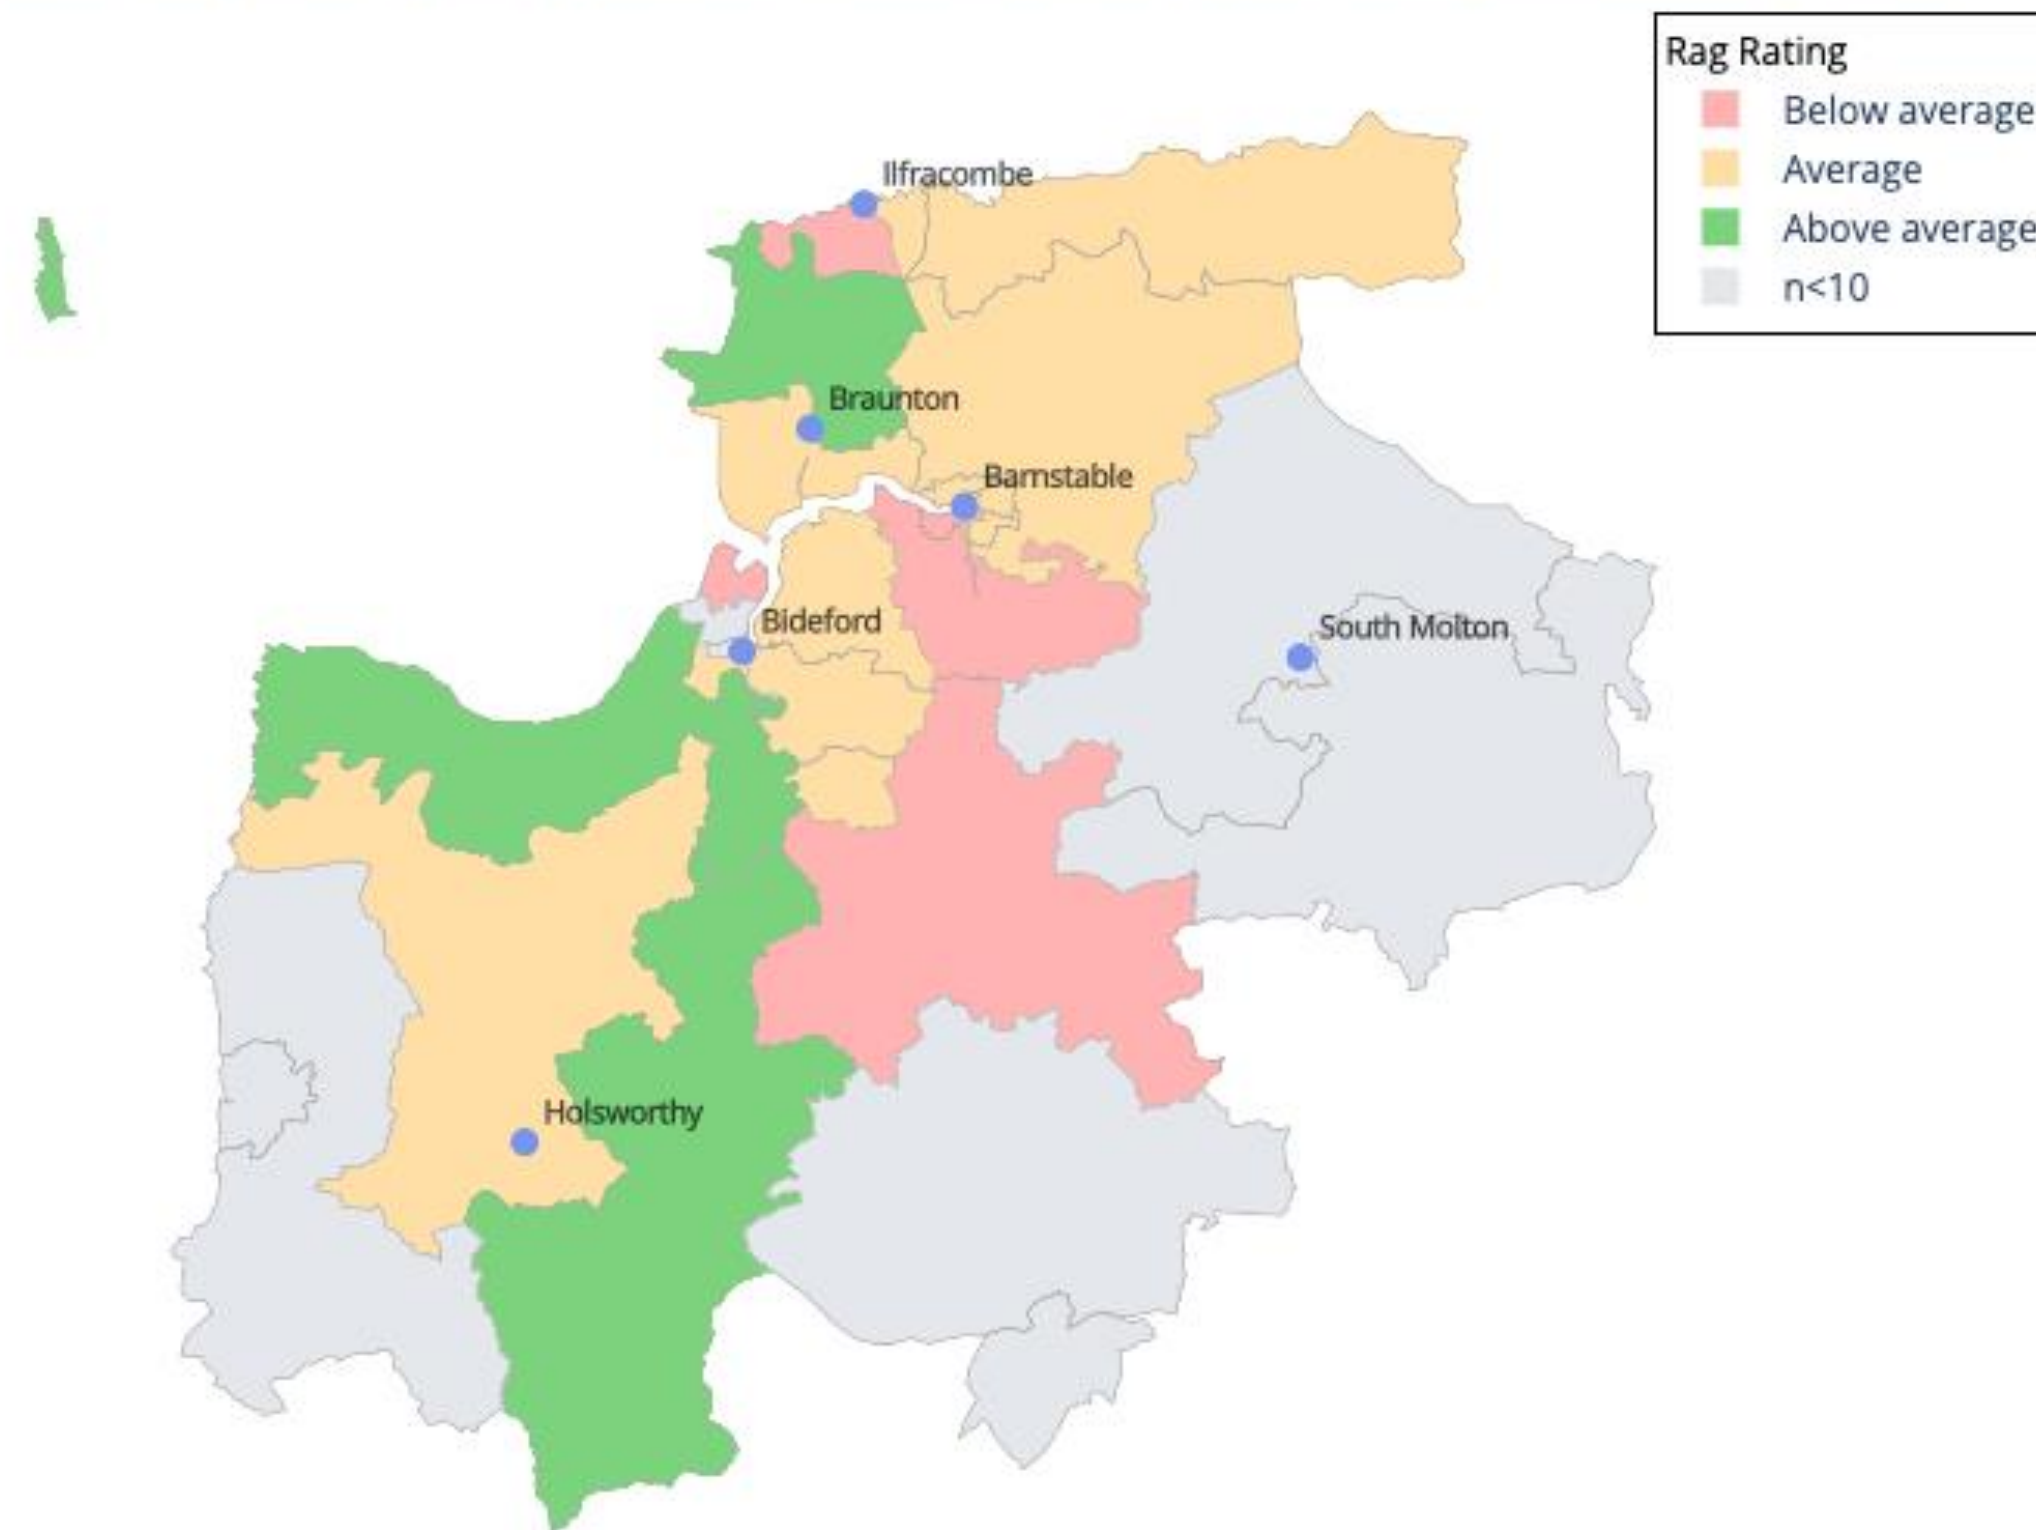 Rag Rating
Below average
Average
Above average
n<10
Ilfracombe
Braunton
Barnstable
Bideford
South Molton
Holsworthy